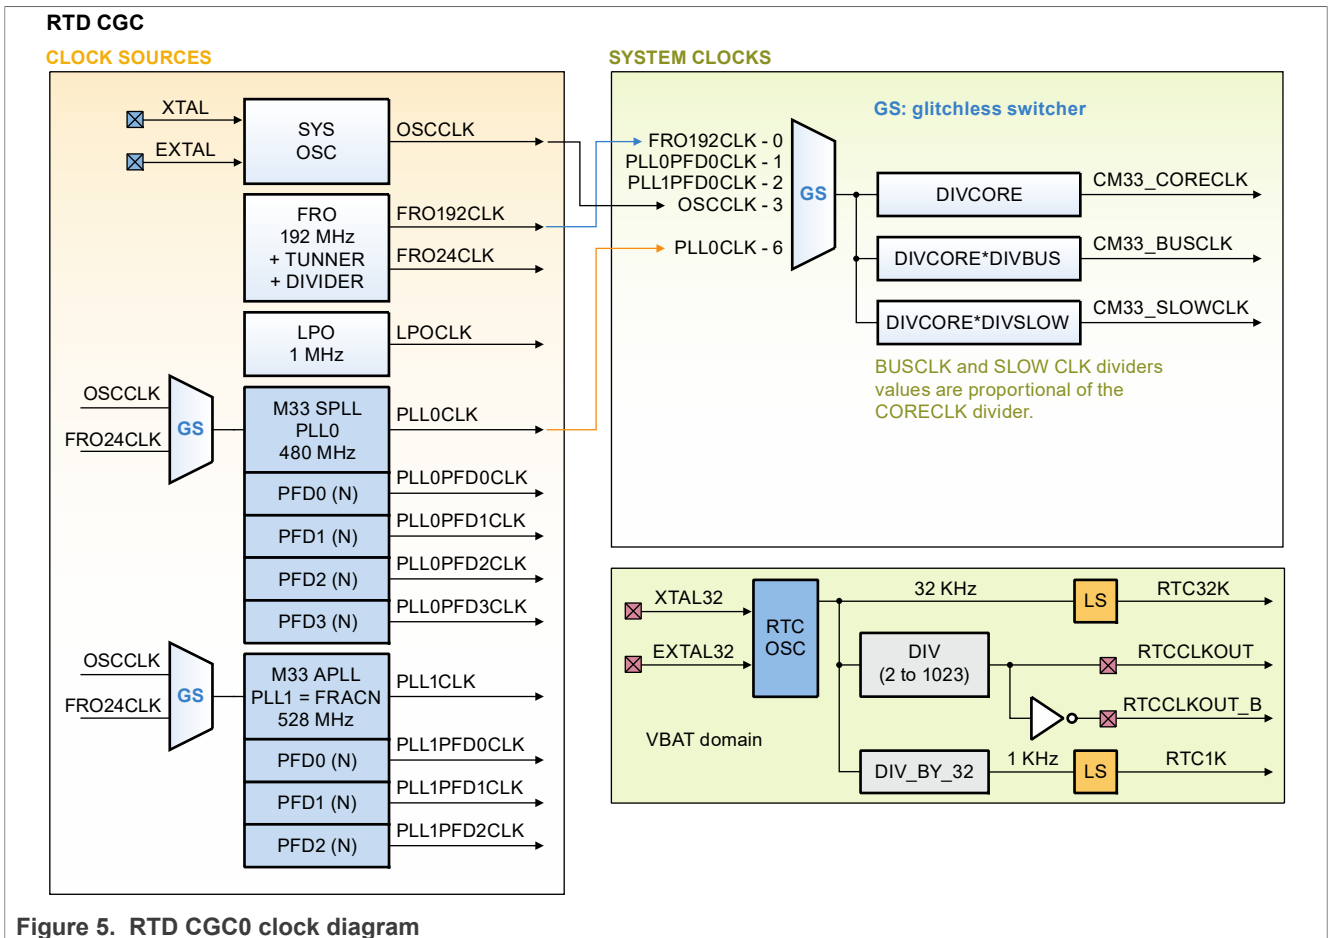 RTD CGC
CLOCK SOURCES
XTAL
EXTAL
SYS
OSC
OSCCLK
FRO
192 MHz
+ TUNNER
+ DIVIDER
FRO192CLK
FRO24CLK
LPO
1 MHz
LPOCLK
OSCCLK
FRO24CLK
GS
M33 SPLL
PLL0
480 MHz
PLL0CLK
PFD0 (N)
PLL0PFD0CLK
PFD1 (N)
PLL0PFD1CLK
PFD2 (N)
PLL0PFD2CLK
PFD3 (N)
PLL0PFD3CLK
OSCCLK
FRO24CLK
GS
M33 APLL
PLL1 = FRACN
528 MHz
PLL1CLK
PFD0 (N)
PLL1PFD0CLK
PFD1 (N)
PLL1PFD1CLK
PFD2 (N)
PLL1PFD2CLK
SYSTEM CLOCKS
GS: glitchless switcher
FRO192CLK - 0
PLL0PFD0CLK - 1
PLL1PFD0CLK - 2
OSCCLK - 3
PLL0CLK - 6
GS
DIVCORE
CM33_CORECLK
DIVCORE*DIVBUS
CM33_BUSCLK
DIVCORE*DIVSLOW
CM33_SLOWCLK
BUSCLK and SLOW CLK dividers
values are proportional of the
CORECLK divider.
XTAL32
EXTAL32
RTC
OSC
32 KHz
LS
RTC32K
DIV
(2 to 1023)
RTCCLKOUT
RTCCLKOUT_B
VBAT domain
DIV_BY_32
1 KHz
LS
RTC1K
Figure 5. RTD CGC0 clock diagram